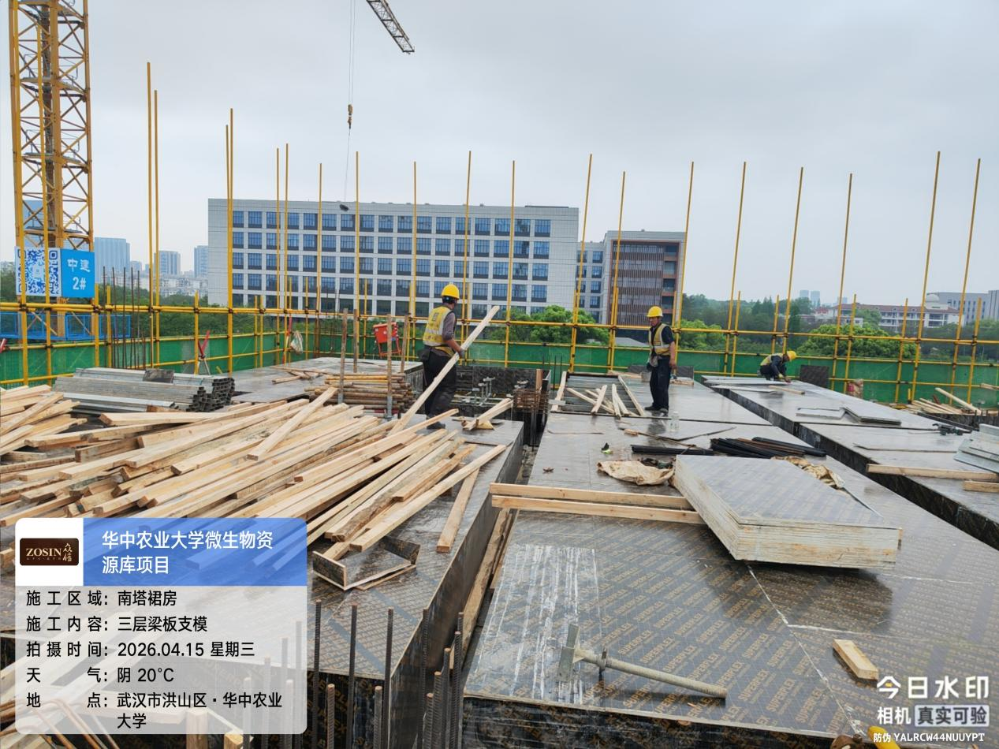 中建
2#
ZOSIN 众信
华中农业大学微生物资
源库项目
施工区域：南塔裙房
施工内容：三层梁板支模
拍摄时间：2026.04.15 星期三
天气：阴 20°C
地点：武汉市洪山区·华中农业
大学
SUPERFLEX
今日水印
相机 真实可验
防伪 YALRCW44NUUYPT